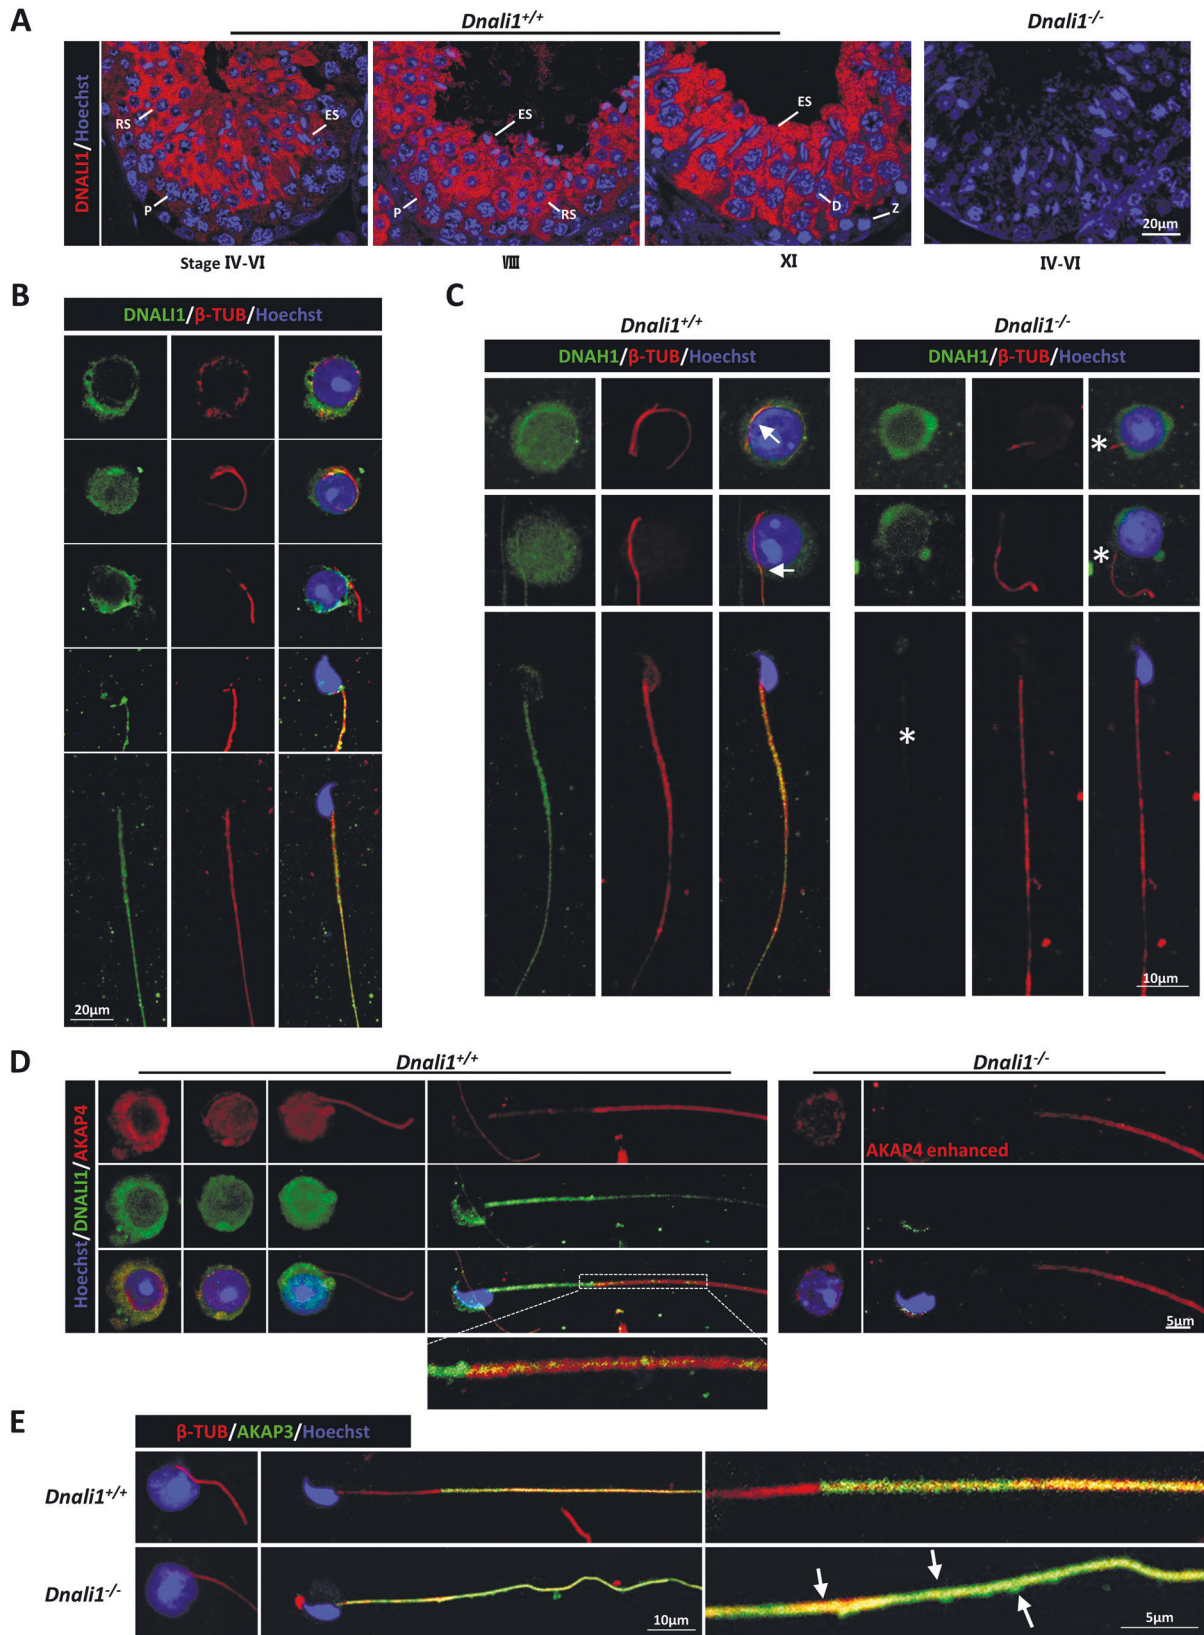 A
Dnali1+/+
Dnali1-/-
DNALI1/Hoechst
RS
ES
P
ES
P
RS
ES
D
Z
20μm
Stage IV-VI
VIII
XI
IV-VI
B
DNALI1/β-TUB/Hoechst
20μm
C
Dnali1+/+
Dnali1-/-
DNAH1/β-TUB/Hoechst
DNAH1/β-TUB/Hoechst
*
*
*
10μm
D
Dnali1+/+
Dnali1-/-
Hoechst/DNALI1/AKAP4
AKAP4 enhanced
5μm
E
β-TUB/AKAP3/Hoechst
Dnali1+/+
Dnali1-/-
10μm
5μm